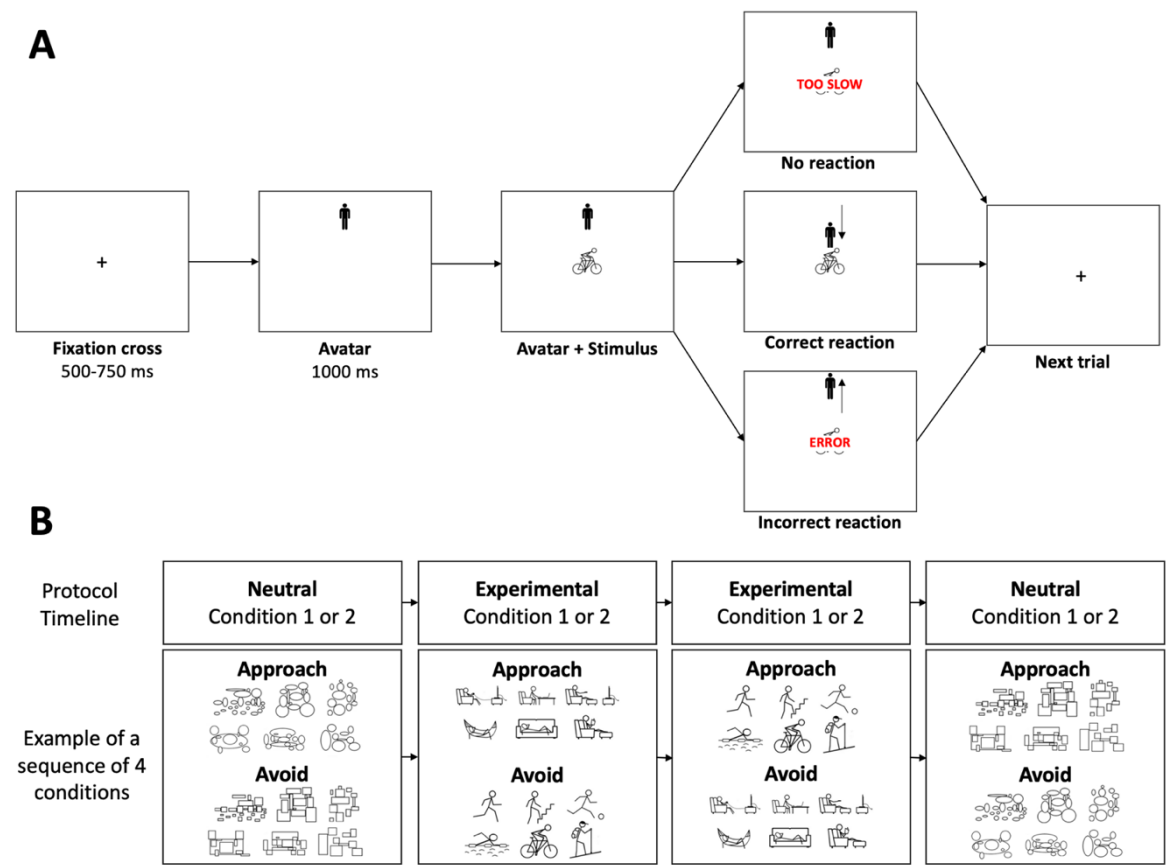 A
TOO SLOW
No reaction
+
Fixation cross
500-750 ms
Avatar
1000 ms
Avatar + Stimulus
Correct reaction
+
Next trial
ERROR
Incorrect reaction
B
Protocol
Timeline
Neutral
Condition 1 or 2
Experimental
Condition 1 or 2
Experimental
Condition 1 or 2
Neutral
Condition 1 or 2
Example of a
sequence of 4
conditions
Approach
Avoid
Approach
Avoid
Approach
Avoid
Approach
Avoid